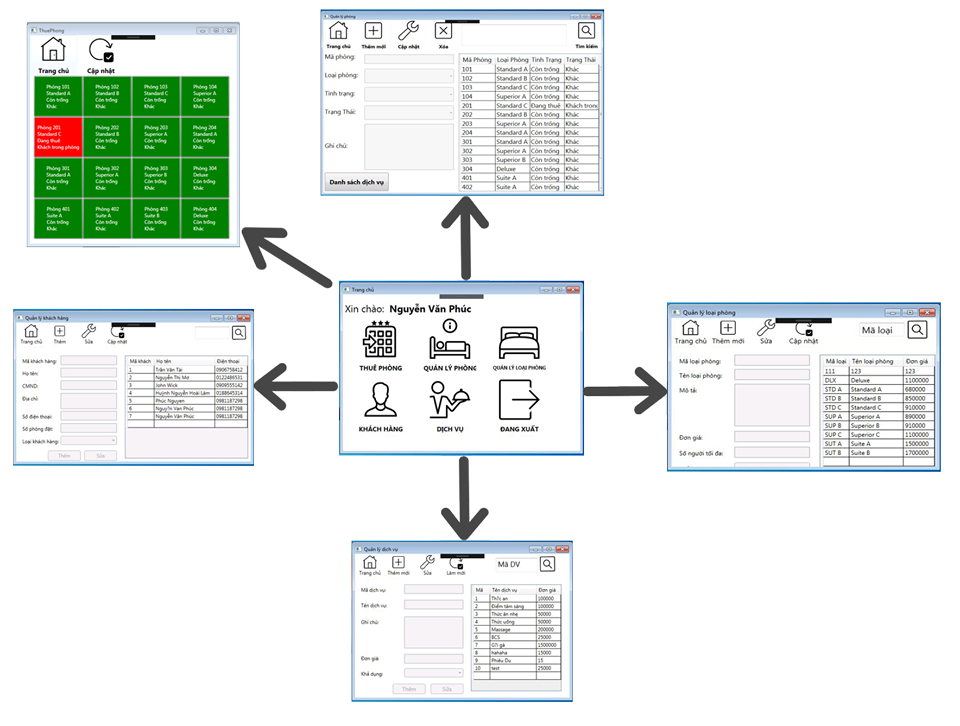 ThuePhong
Trang chủ Cập nhật
Phòng 101 Phòng 102 Phòng 103 Phòng 104
Standard A Standard B Standard C Superior A
Còn trống Còn trống Còn trống Còn trống
Khác Khác Khác Khác
Phòng 201 Phòng 202 Phòng 203 Phòng 204
Standard C Standard B Superior A Standard A
Đang thuê Còn trống Còn trống Còn trống
Khách trong phòng Khác Khác Khác
Phòng 301 Phòng 302 Phòng 303 Phòng 304
Standard A Superior A Superior B Deluxe
Còn trống Còn trống Còn trống Còn trống
Khác Khác Khác Khác
Phòng 401 Phòng 402 Phòng 403 Phòng 404
Suite A Suite A Suite B Deluxe
Còn trống Còn trống Còn trống Còn trống
Khác Khác Khác Khác
Quản lý phòng
Trang chủ Thêm mới Cập nhật Xóa Tìm kiếm
Mã phòng:
Loại phòng:
Tình trạng:
Trạng Thái:
Ghi chú:
Danh sách dịch vụ
Mã Phòng Loại Phòng Tình Trạng Trạng Thái
101 Standard A Còn trống Khác
102 Standard B Còn trống Khác
103 Standard C Còn trống Khác
104 Superior A Còn trống Khác
201 Standard C Đang thuê Khách trong
202 Standard B Còn trống Khác
203 Superior A Còn trống Khác
204 Standard A Còn trống Khác
301 Standard A Còn trống Khác
302 Superior A Còn trống Khác
303 Superior B Còn trống Khác
304 Deluxe Còn trống Khác
401 Suite A Còn trống Khác
402 Suite A Còn trống Khác
Trang chủ
Xin chào: Nguyễn Văn Phúc
THUÊ PHÒNG QUẢN LÝ PHÒNG QUẢN LÝ LOẠI PHÒNG
KHÁCH HÀNG DỊCH VỤ ĐANG XUẤT
Quản lý khách hàng
Trang chủ Thêm Sửa Cập nhật
Mã khách hàng:
Họ tên:
CMND:
Địa chỉ:
Số điện thoại:
Số phòng đặt:
Loại khách hàng:
Thêm Sửa
Mã khách Họ tên Điện thoại
1 Trần Văn Tài 0906758412
2 Nguyễn Thị Mơ 0122486531
3 John Wick 0909555142
4 Huỳnh Nguyễn Hoài Lâm 0188645314
5 Phúc Nguyen 0981187298
6 Nguy?n Van Phúc 0981187298
7 Nguyễn Văn Phúc 0981187298
Quản lý loại phòng
Trang chủ Thêm mới Sửa Cập nhật Mã loại
Mã loại phòng:
Tên loại phòng:
Mô tả:
Đơn giá:
Số người tối đa:
Mã loại Tên loại phòng Đơn giá
111 123 123
DLX Deluxe 1100000
STD A Standard A 680000
STD B Standard B 850000
STD C Standard C 910000
SUP A Superior A 890000
SUP B Superior B 910000
SUP C Superior C 1100000
SUT A Suite A 1500000
SUT B Suite B 1700000
Quản lý dịch vụ
Trang chủ Thêm mới Sửa Làm mới Mã DV
Mã dịch vụ:
Tên dịch vụ:
Ghi chú:
Đơn giá:
Khả dụng:
Thêm Sửa
Mã Tên dịch vụ Đơn giá
1 Th?c an 100000
2 Điểm tâm sáng 100000
3 Thức ăn nhẹ 50000
4 Thức uống 50000
5 Massage 200000
6 BCS 25000
7 G?i gá 1500000
8 hahaha 15000
9 Phiêu Du 15
10 test 25000